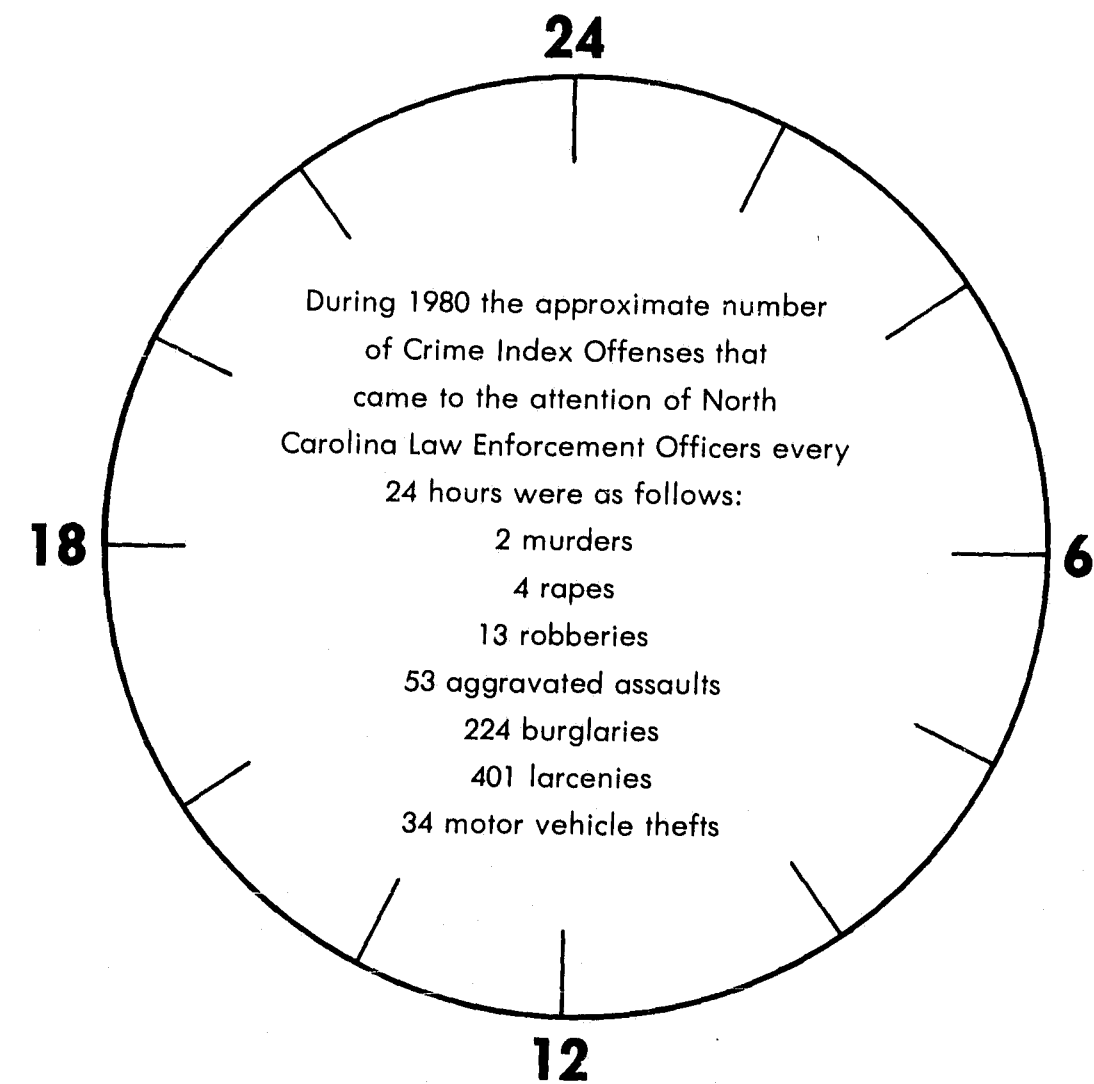 24
During 1980 the approximate number
of Crime Index Offenses that
came to the attention of North
Carolina Law Enforcement Officers every
24 hours were as follows:
2 murders
4 rapes
13 robberies
53 aggravated assaults
224 burglaries
401 larcenies
34 motor vehicle thefts
18
6
12